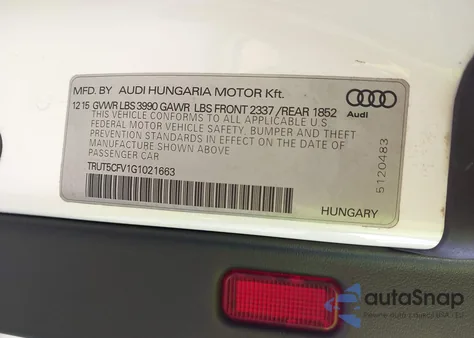 MFD. BY AUDI HUNGARIA MOTOR Kft.
12 15 GVWR LBS 3990 GAWR LBS FRONT 2337 /REAR 1852
THIS VEHICLE CONFORMS TO ALL APPLICABLE U.S
FEDERAL MOTOR VEHICLE SAFETY, BUMPER AND THEFT
PREVENTION STANDARDS IN EFFECT ON THE DATE OF
MANUFACTURE SHOWN ABOVE
PASSENGER CAR
TRUT5CFV1G1021663
Audi
5120483
HUNGARY
autoSnap